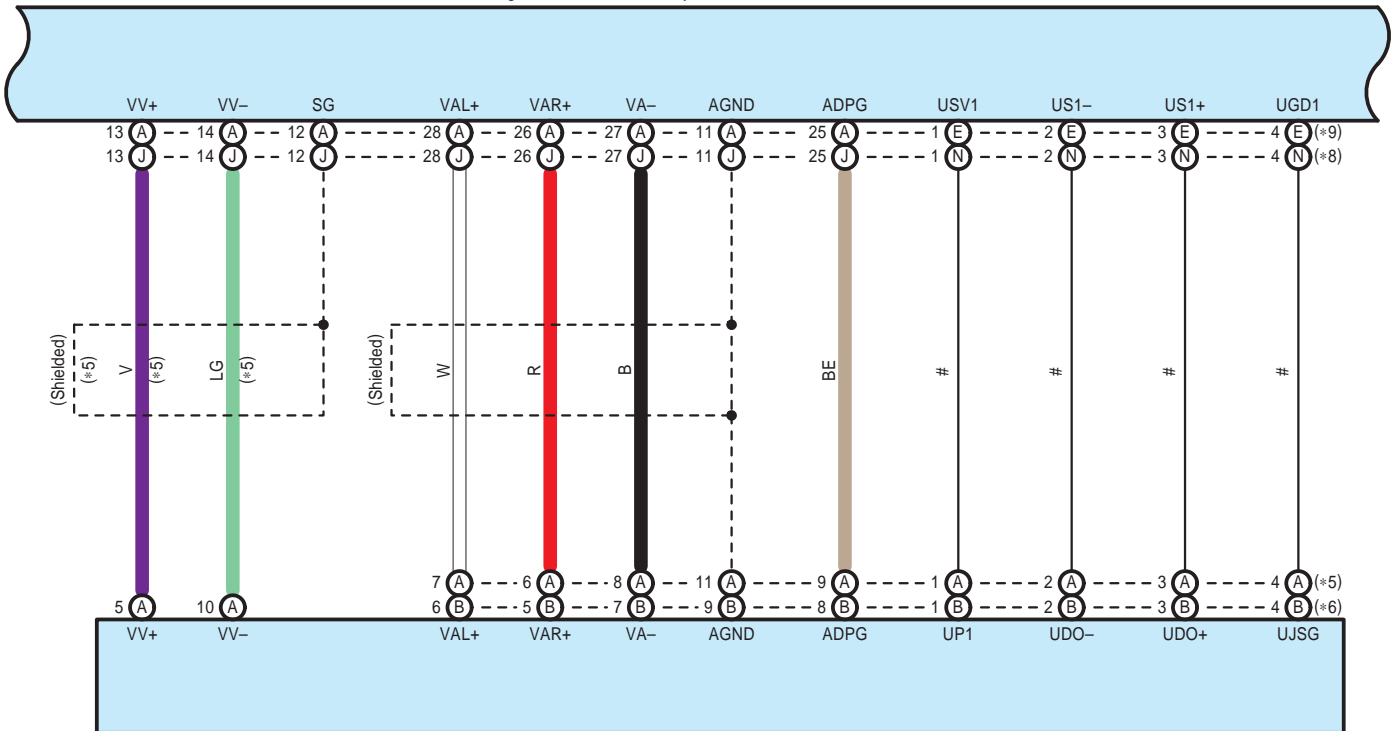 VV+ VV– SG VAL+ VAR+ VA– AGND ADPG USV1 US1– US1+ UGD1
13 A 14 A 12 A 28 A 26 A 27 A 11 A 25 A 1 E 2 E 3 E 4 E (*9)
13 J 14 J 12 J 28 J 26 J 27 J 11 J 25 J 1 N 2 N 3 N 4 N (*8)
(Shielded)
(*5)
V
(*5)
LG
(*5)
(Shielded)
W
R
B
BE
#
#
#
#
7 A 6 A 8 A 11 A 9 A 1 A 2 A 3 A 4 A (*5)
5 A 10 A 6 B 5 B 7 B 9 B 8 B 1 B 2 B 3 B 4 B (*6)
VV+ VV– VAL+ VAR+ VA– AGND ADPG UP1 UDO– UDO+ UJSG